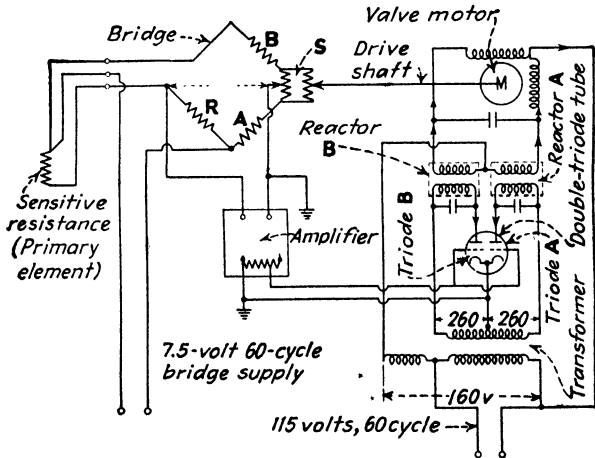 Valve motor
Bridge
B
S
Drive
shaft
M
R
A
Reactor
B
Reactor A
Double-triode tube
Sensitive
resistance
(Primary
element)
Amplifier
Triode B
Triode A
Transformer
260
260
7.5-volt 60-cycle
bridge supply
160v
115 volts, 60 cycle